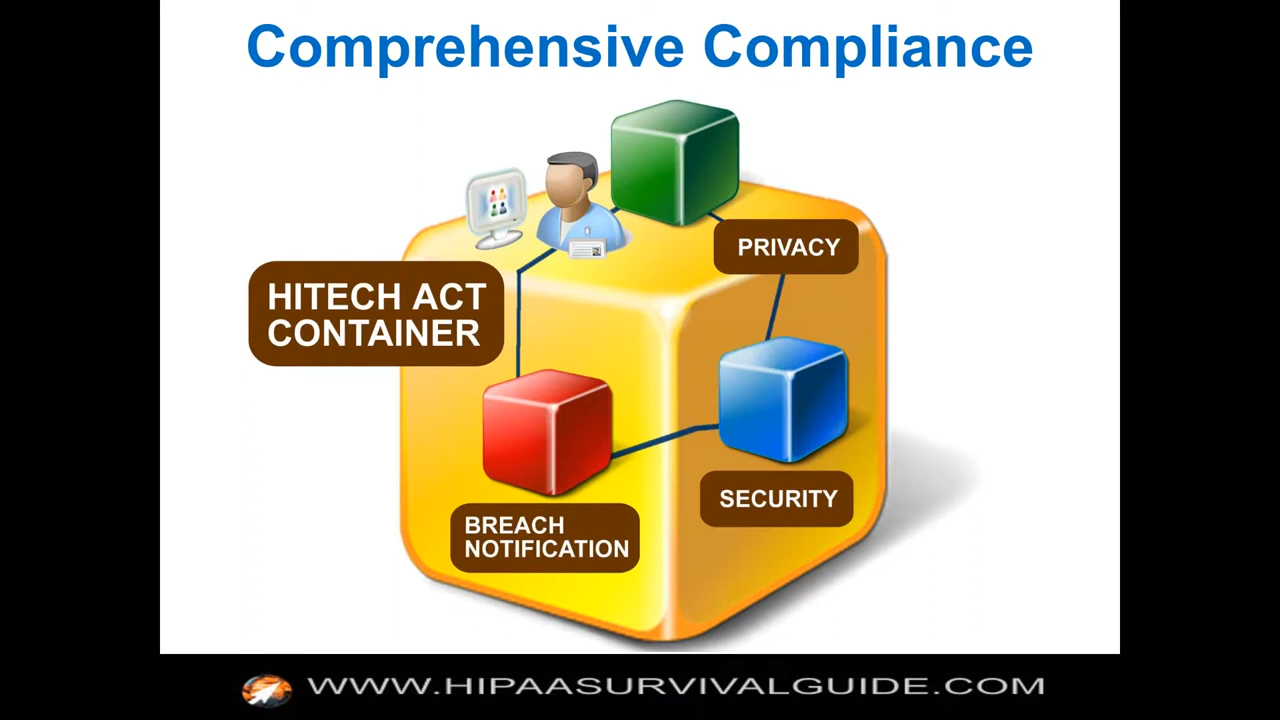 Comprehensive Compliance
PRIVACY
HITECH ACT
CONTAINER
SECURITY
BREACH
NOTIFICATION
WWW.HIPAASURVIVALGUIDE.COM